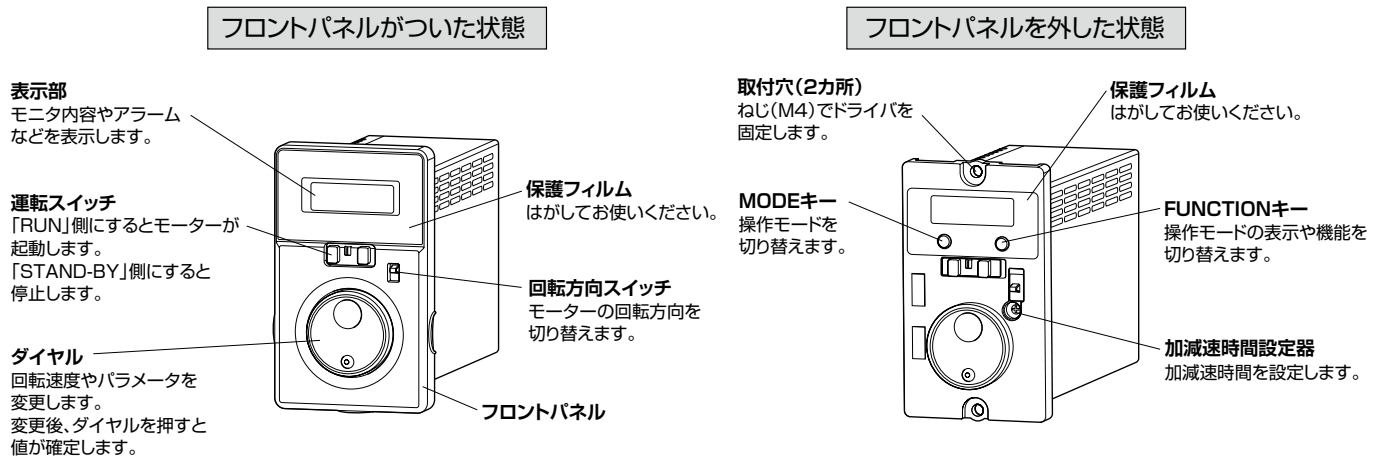 フロントパネルがついた状態
表示部
モニタ内容やアラーム
などを表示します。
運転スイッチ
「RUN」側にするとモーターが
起動します。
「STAND-BY」側にすると
停止します。
ダイヤル
回転速度やパラメータを
変更します。
変更後、ダイヤルを押すと
値が確定します。
保護フィルム
はがしてお使いください。
回転方向スイッチ
モーターの回転方向を
切り替えます。
フロントパネル
フロントパネルを外した状態
取付穴(2カ所)
ねじ(M4)でドライバを
固定します。
MODEキー
操作モードを
切り替えます。
保護フィルム
はがしてお使いください。
FUNCTIONキー
操作モードの表示や機能を
切り替えます。
加減速時間設定器
加減速時間を設定します。